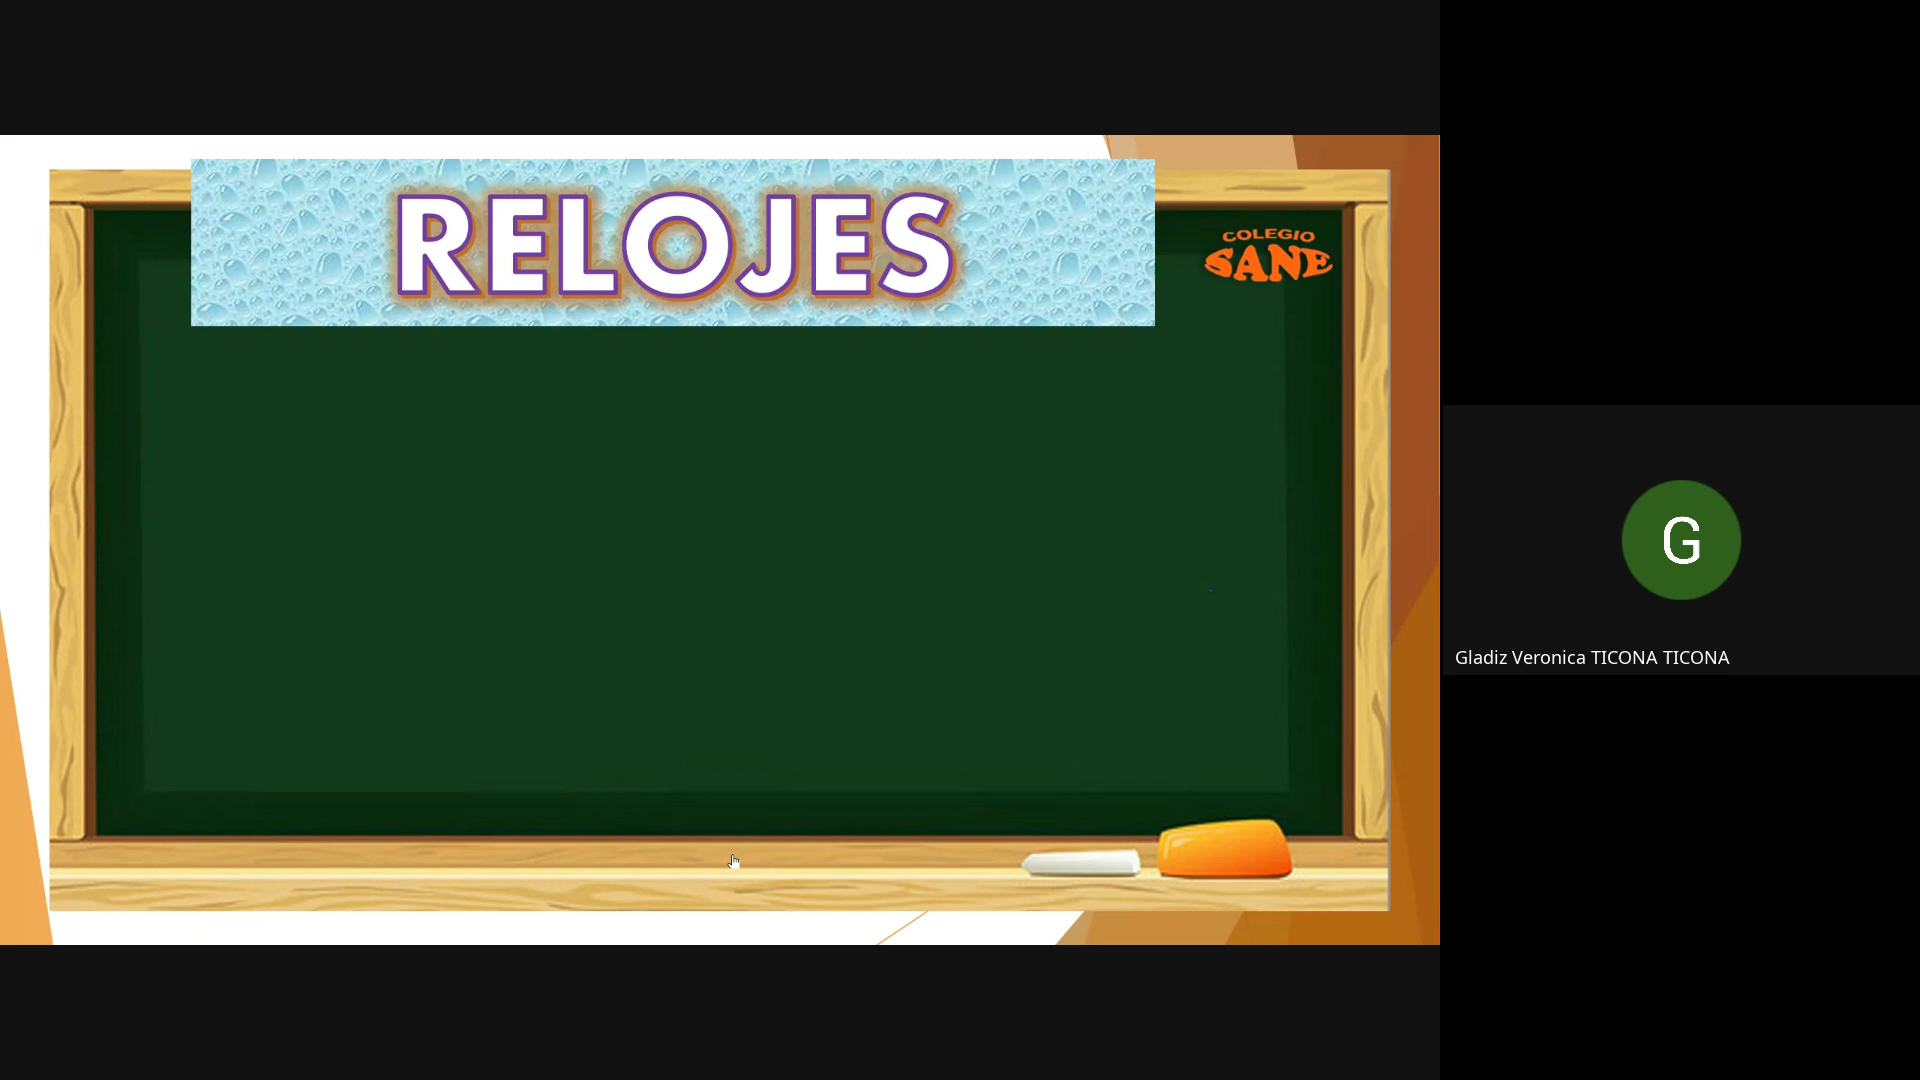 RELOJES
COLEGIO
SANE
G
Gladiz Veronica TICONA TICONA